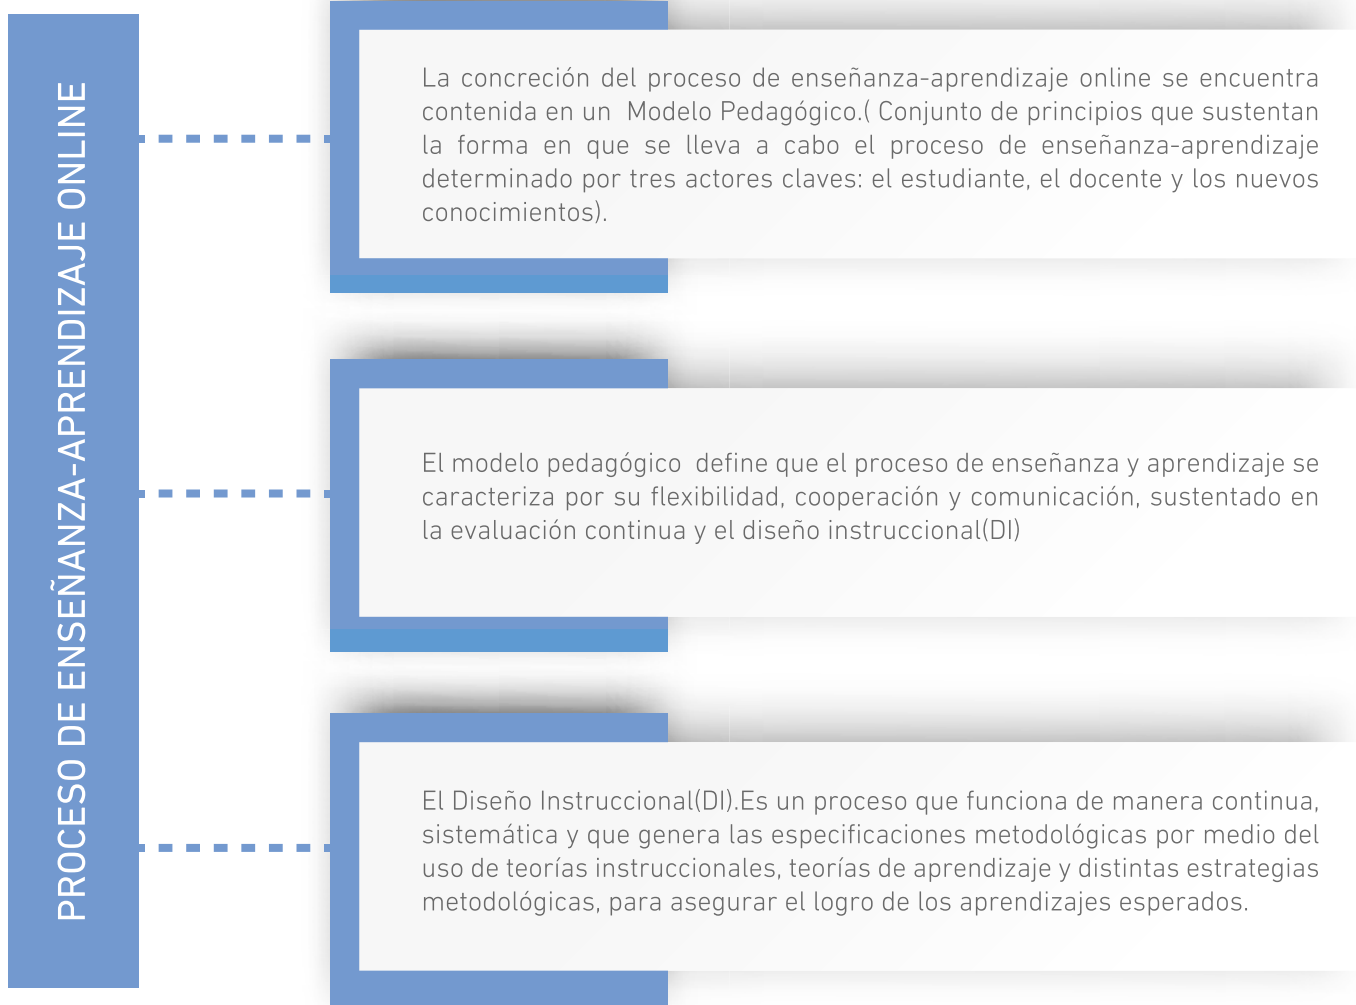 PROCESO DE ENSEÑANZA-APRENDIZAJE ONLINE
La concreción del proceso de enseñanza-aprendizaje online se encuentra
contenida en un  Modelo Pedagógico.( Conjunto de principios que sustentan
la forma en que se lleva a cabo el proceso de enseñanza-aprendizaje
determinado por tres actores claves: el estudiante, el docente y los nuevos
conocimientos).
El modelo pedagógico  define que el proceso de enseñanza y aprendizaje se
caracteriza por su flexibilidad, cooperación y comunicación, sustentado en
la evaluación continua y el diseño instruccional(DI)
El Diseño Instruccional(DI).Es un proceso que funciona de manera continua,
sistemática y que genera las especificaciones metodológicas por medio del
uso de teorías instruccionales, teorías de aprendizaje y distintas estrategias
metodológicas, para asegurar el logro de los aprendizajes esperados.